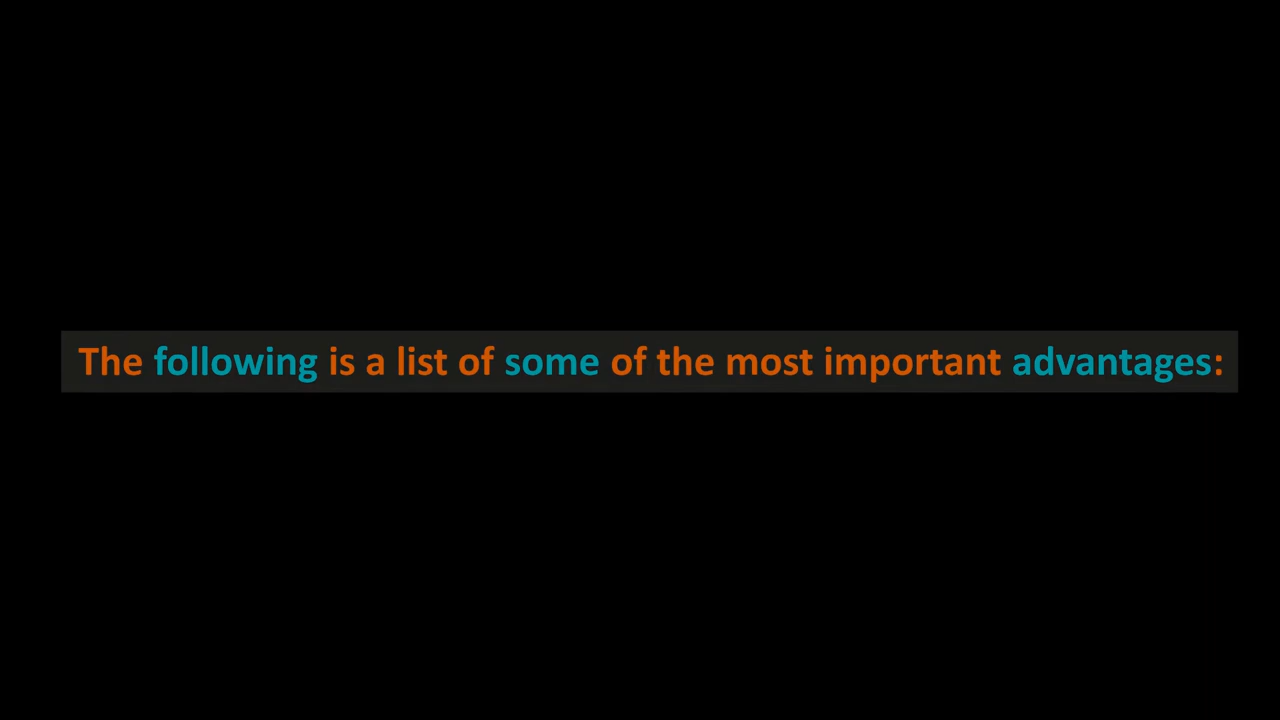 The following is a list of some of the most important advantages: